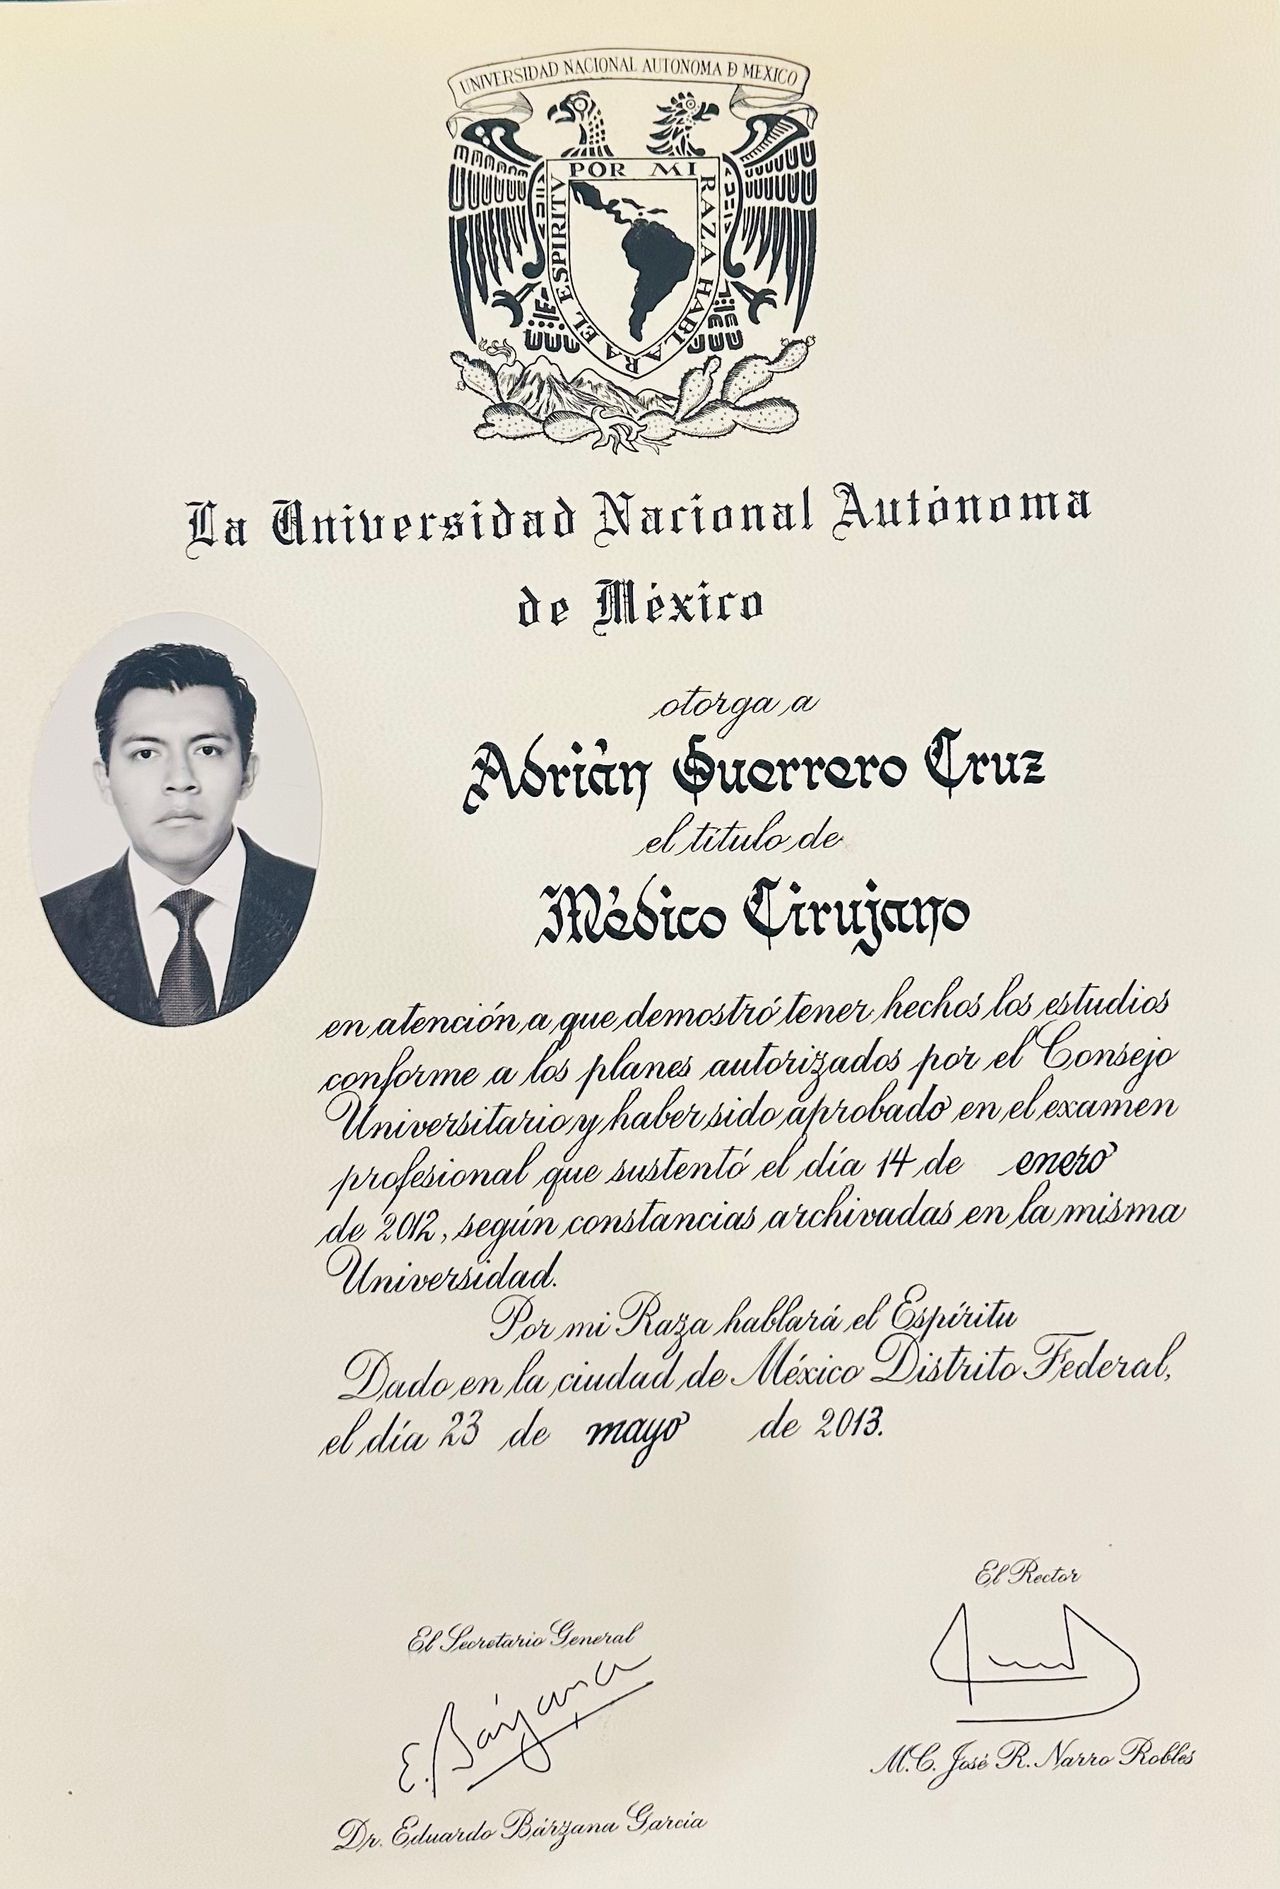 UNIVERSIDAD NACIONAL AUTONOMA D MEXICO
POR MI RAZA HABLARA EL ESPIRITV
La Universidad Nacional Autónoma
de México
otorga a
Adrián Guerrero Cruz
el título de
Médico Cirujano
en atención a que demostró tener hechos los estudios
conforme a los planes autorizados por el Consejo
Universitario y haber sido aprobado en el examen
profesional que sustentó el día 14 de enero
de 2012, según constancias archivadas en la misma
Universidad.
Por mi Raza hablará el Espíritu
Dado en la ciudad de México Distrito Federal,
el día 23 de mayo de 2013.
El Rector
El Secretario General
E. Bárzana
M.C. José R. Narro Robles
Dr. Eduardo Bárzana García